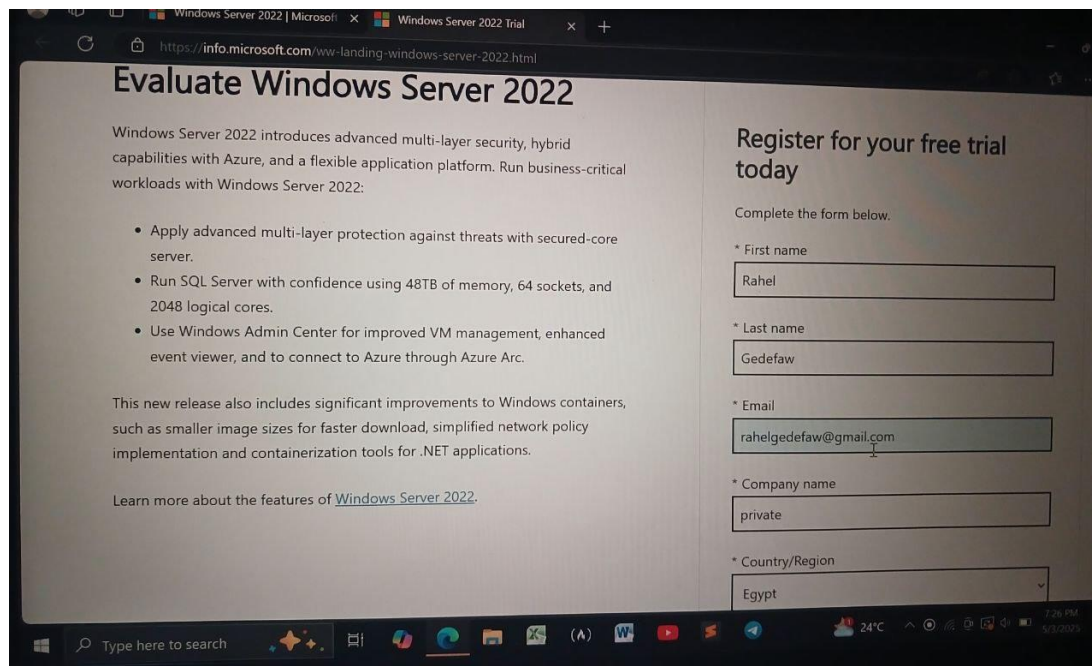 Windows Server 2022 | Microsoft
Windows Server 2022 Trial
https://info.microsoft.com/ww-landing-windows-server-2022.html
Evaluate Windows Server 2022
Windows Server 2022 introduces advanced multi-layer security, hybrid
capabilities with Azure, and a flexible application platform. Run business-critical
workloads with Windows Server 2022:
• Apply advanced multi-layer protection against threats with secured-core
server.
• Run SQL Server with confidence using 48TB of memory, 64 sockets, and
2048 logical cores.
• Use Windows Admin Center for improved VM management, enhanced
event viewer, and to connect to Azure through Azure Arc.
This new release also includes significant improvements to Windows containers,
such as smaller image sizes for faster download, simplified network policy
implementation and containerization tools for .NET applications.
Learn more about the features of Windows Server 2022.
Register for your free trial
today
Complete the form below.
* First name
Rahel
* Last name
Gedefaw
* Email
rahelgedefaw@gmail.com
* Company name
private
* Country/Region
Egypt
Type here to search
24°C
7:26 PM
5/3/2025